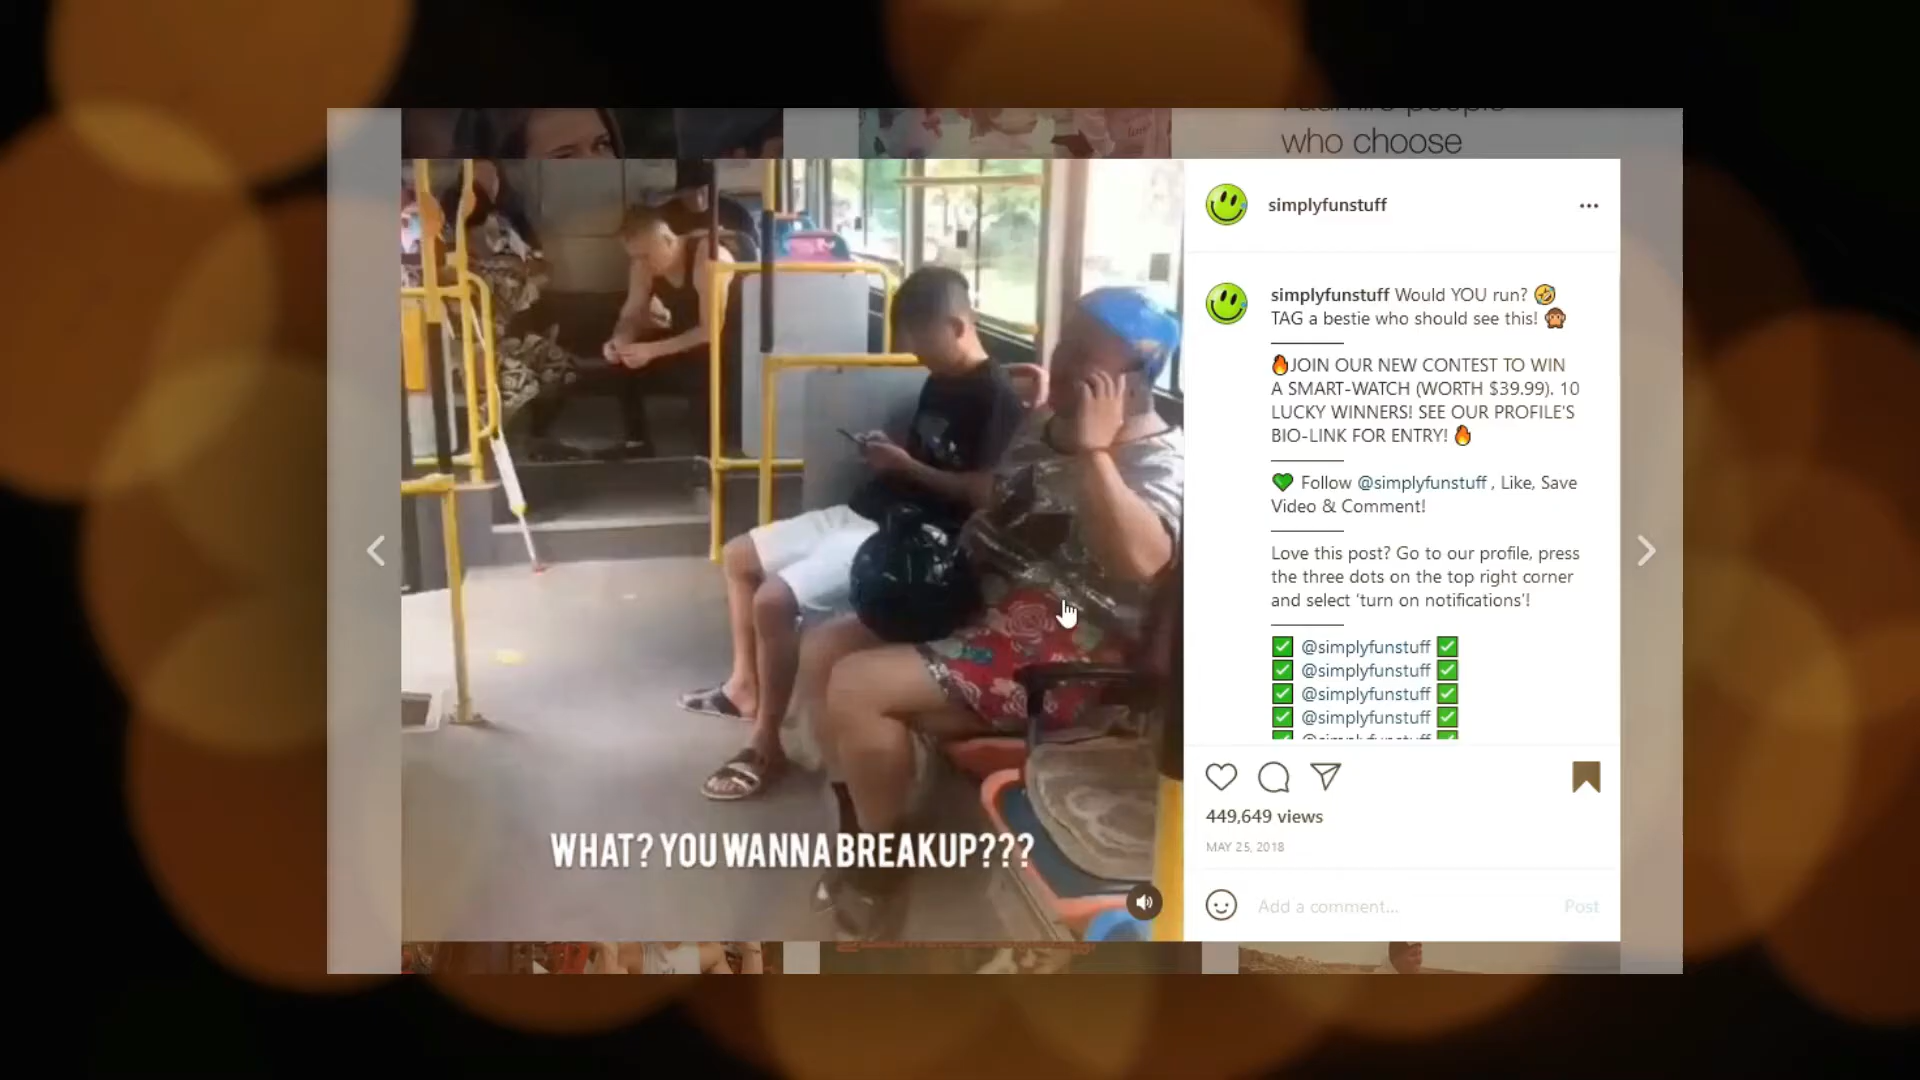 who choose
simplyfunstuff
simplyfunstuff Would YOU run? 🤣
TAG a bestie who should see this! 🙊
🔥JOIN OUR NEW CONTEST TO WIN
A SMART-WATCH (WORTH $39.99). 10
LUCKY WINNERS! SEE OUR PROFILE'S
BIO-LINK FOR ENTRY! 🔥
💚 Follow @simplyfunstuff , Like, Save
Video & Comment!
Love this post? Go to our profile, press
the three dots on the top right corner
and select 'turn on notifications'!
✅ @simplyfunstuff ✅
✅ @simplyfunstuff ✅
✅ @simplyfunstuff ✅
✅ @simplyfunstuff ✅
449,649 views
MAY 25, 2018
Add a comment...
Post
WHAT? YOU WANNA BREAKUP???